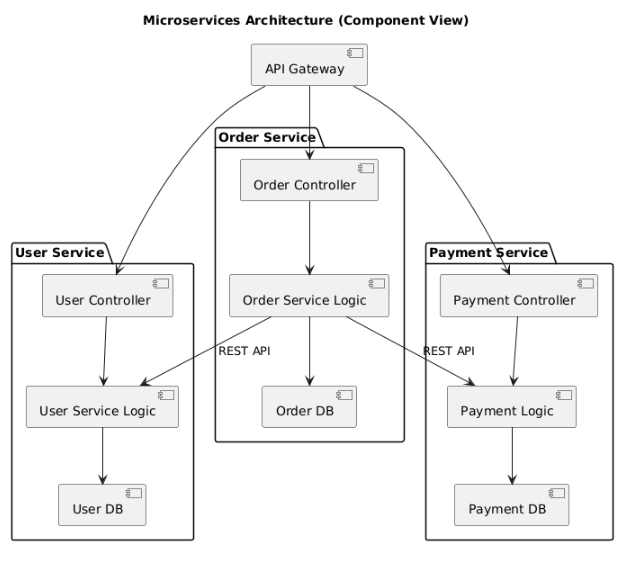 Microservices Architecture (Component View)
API Gateway
Order Service
Order Controller
User Service
Payment Service
User Controller
Order Service Logic
Payment Controller
REST API
REST API
User Service Logic
Order DB
Payment Logic
User DB
Payment DB